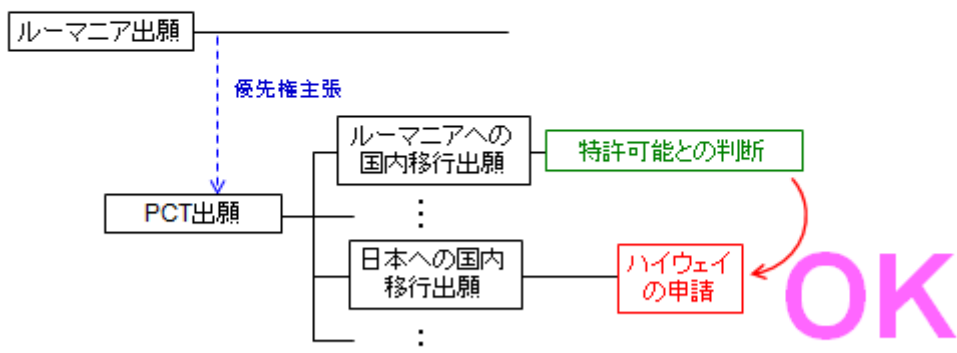 ルーマニア出願
優先権主張
ルーマニアへの
国内移行出願
特許可能との判断
PCT出願
⋮
日本への国内
移行出願
ハイウェイ
の申請
OK
⋮